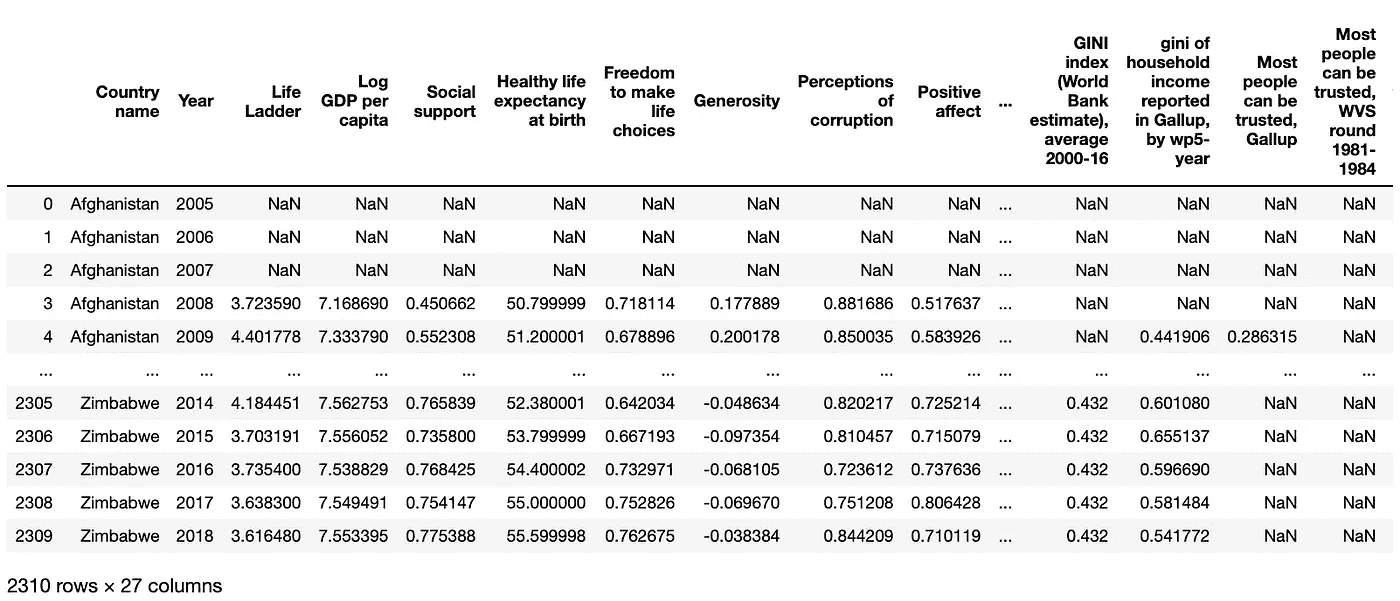 Country name Year Life Ladder Log GDP per capita Social support Healthy life expectancy at birth Freedom to make life choices Generosity Perceptions of corruption Positive affect ... GINI index (World Bank estimate), average 2000-16 gini of household income reported in Gallup, by wp5-year Most people can be trusted, Gallup Most people can be trusted, WVS round 1981-1984
0 Afghanistan 2005 NaN NaN NaN NaN NaN NaN NaN NaN ... NaN NaN NaN NaN
1 Afghanistan 2006 NaN NaN NaN NaN NaN NaN NaN NaN ... NaN NaN NaN NaN
2 Afghanistan 2007 NaN NaN NaN NaN NaN NaN NaN NaN ... NaN NaN NaN NaN
3 Afghanistan 2008 3.723590 7.168690 0.450662 50.799999 0.718114 0.177889 0.881686 0.517637 ... NaN NaN NaN NaN
4 Afghanistan 2009 4.401778 7.333790 0.552308 51.200001 0.678896 0.200178 0.850035 0.583926 ... NaN 0.441906 0.286315 NaN
... ... ... ... ... ... ... ... ... ... ... ... ... ... ... ...
2305 Zimbabwe 2014 4.184451 7.562753 0.765839 52.380001 0.642034 -0.048634 0.820217 0.725214 ... 0.432 0.601080 NaN NaN
2306 Zimbabwe 2015 3.703191 7.556052 0.735800 53.799999 0.667193 -0.097354 0.810457 0.715079 ... 0.432 0.655137 NaN NaN
2307 Zimbabwe 2016 3.735400 7.538829 0.768425 54.400002 0.732971 -0.068105 0.723612 0.737636 ... 0.432 0.596690 NaN NaN
2308 Zimbabwe 2017 3.638300 7.549491 0.754147 55.000000 0.752826 -0.069670 0.751208 0.806428 ... 0.432 0.581484 NaN NaN
2309 Zimbabwe 2018 3.616480 7.553395 0.775388 55.599998 0.762675 -0.038384 0.844209 0.710119 ... 0.432 0.541772 NaN NaN
2310 rows × 27 columns